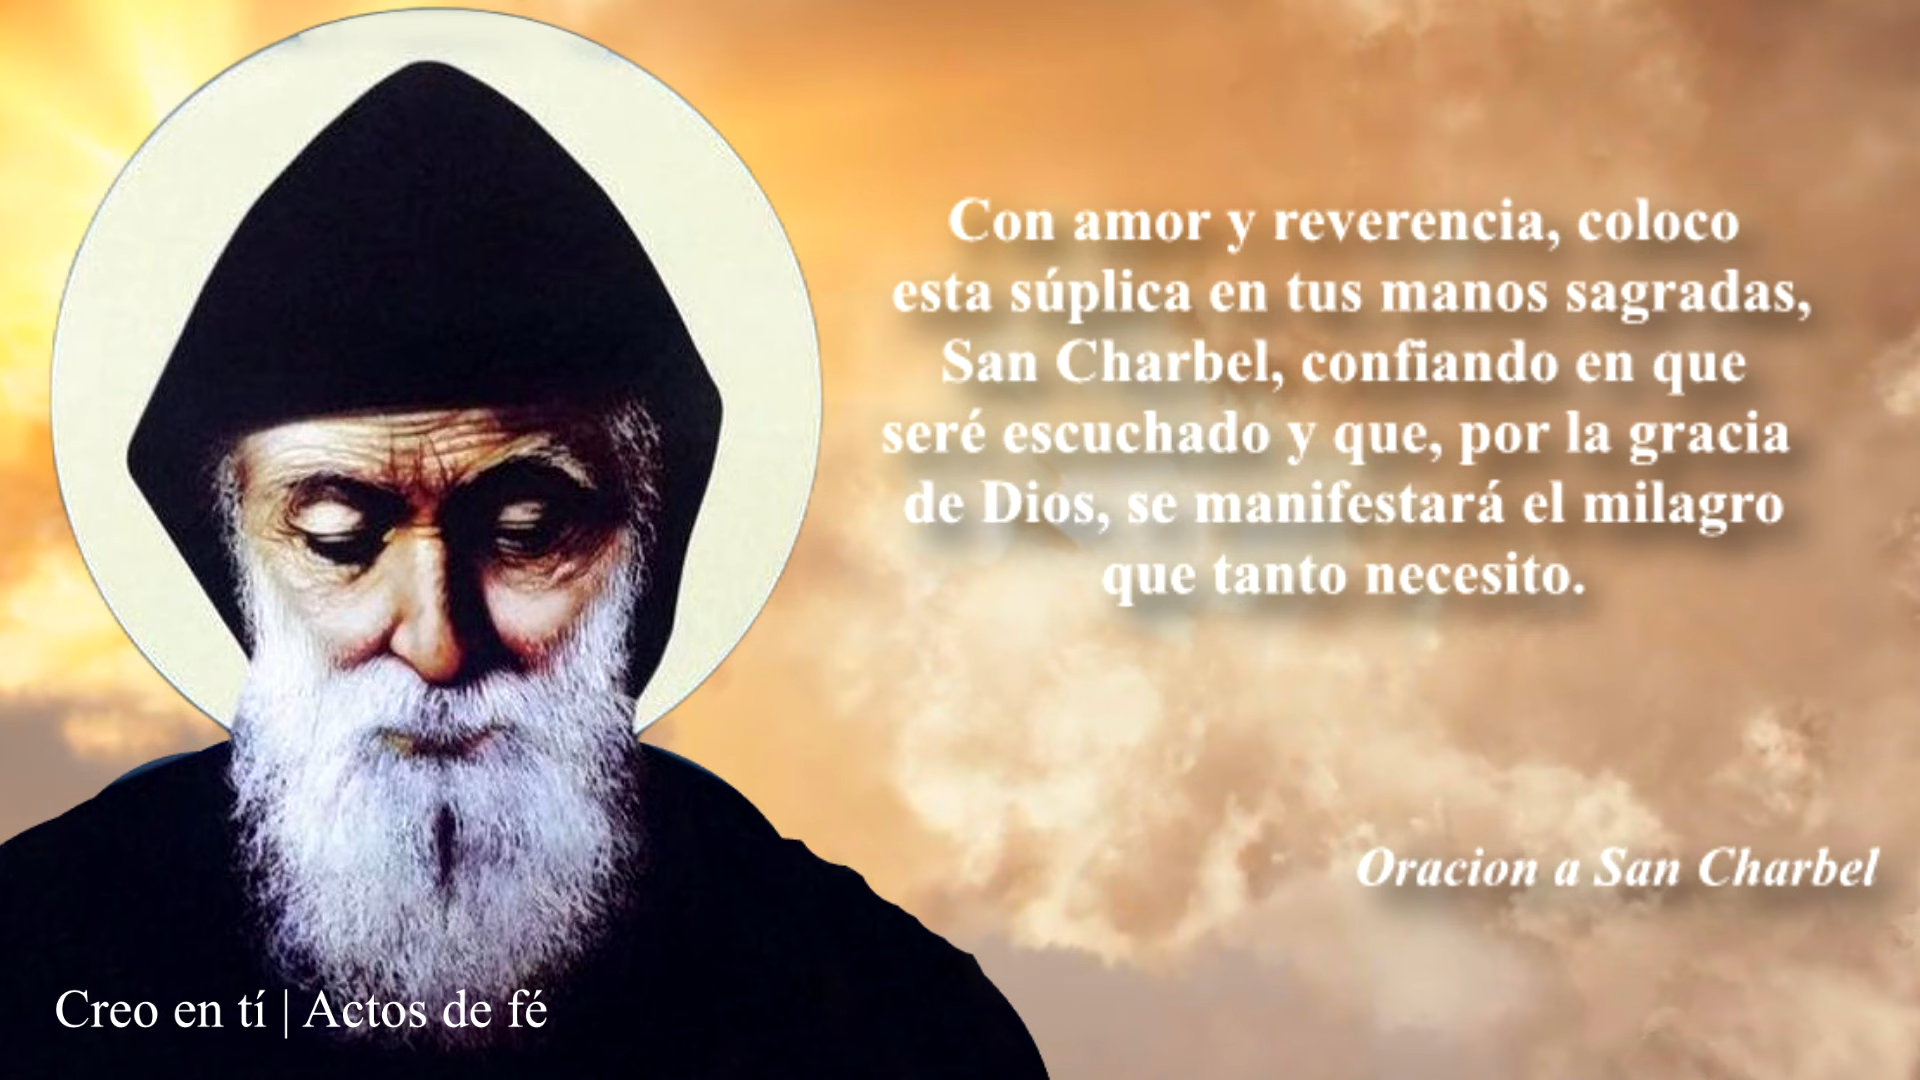 Con amor y reverencia, coloco
esta súplica en tus manos sagradas,
San Charbel, confiando en que
seré escuchado y que, por la gracia
de Dios, se manifestará el milagro
que tanto necesito.
Oracion a San Charbel
Creo en tí | Actos de fé